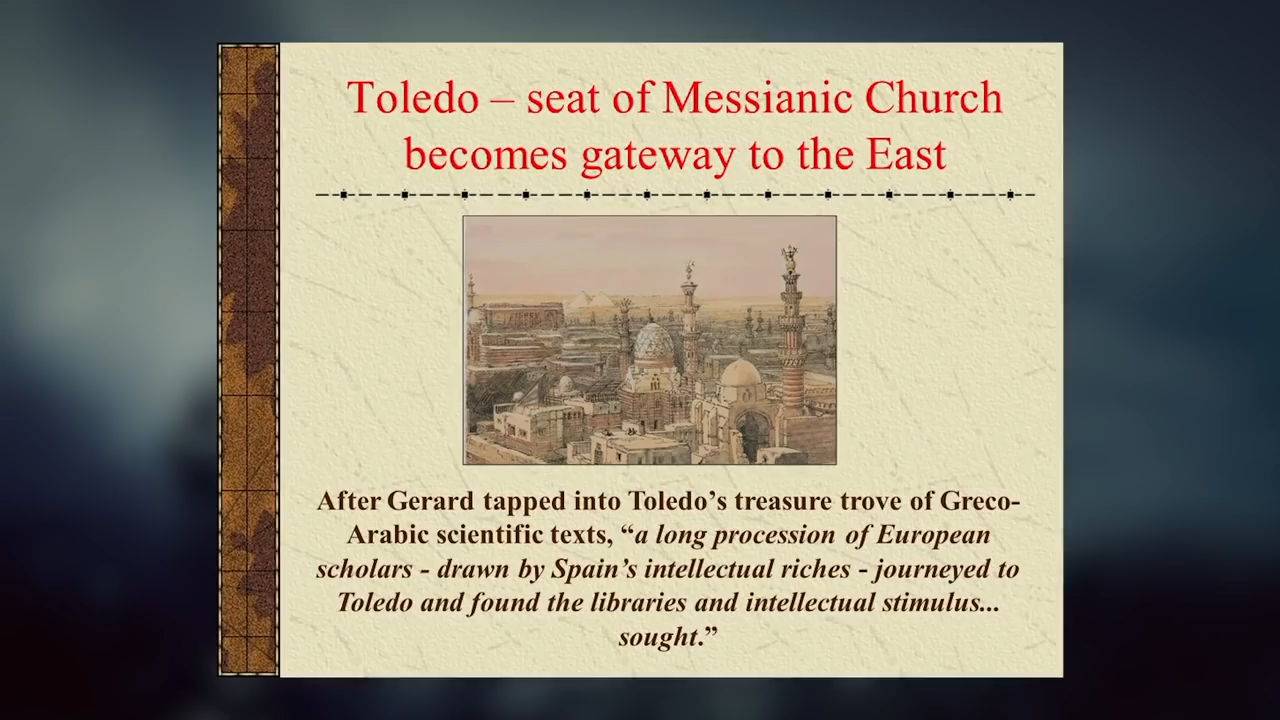 Toledo – seat of Messianic Church
becomes gateway to the East
After Gerard tapped into Toledo’s treasure trove of Greco-
Arabic scientific texts, “a long procession of European
scholars - drawn by Spain’s intellectual riches - journeyed to
Toledo and found the libraries and intellectual stimulus...
sought.”